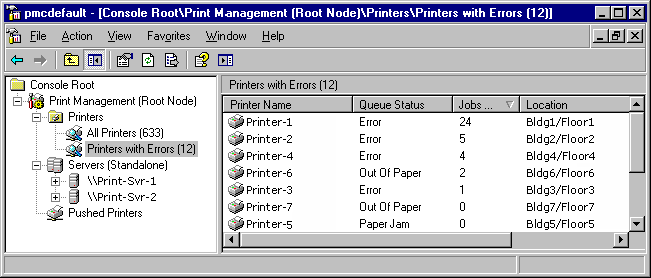 pmcdefault - [Console Root\Print Management (Root Node)\Printers\Printers with Errors (12)]
File Action View Favorites Window Help
Console Root
Print Management (Root Node)
Printers
All Printers (633)
Printers with Errors (12)
Servers (Standalone)
\\Print-Svr-1
\\Print-Svr-2
Pushed Printers
Printers with Errors (12)
Printer Name Queue Status Jobs ... Location
Printer-1 Error 24 Bldg1/Floor1
Printer-2 Error 5 Bldg2/Floor2
Printer-4 Error 4 Bldg4/Floor4
Printer-6 Out Of Paper 2 Bldg6/Floor6
Printer-3 Error 1 Bldg3/Floor3
Printer-7 Out Of Paper 0 Bldg7/Floor7
Printer-5 Paper Jam 0 Bldg5/Floor5